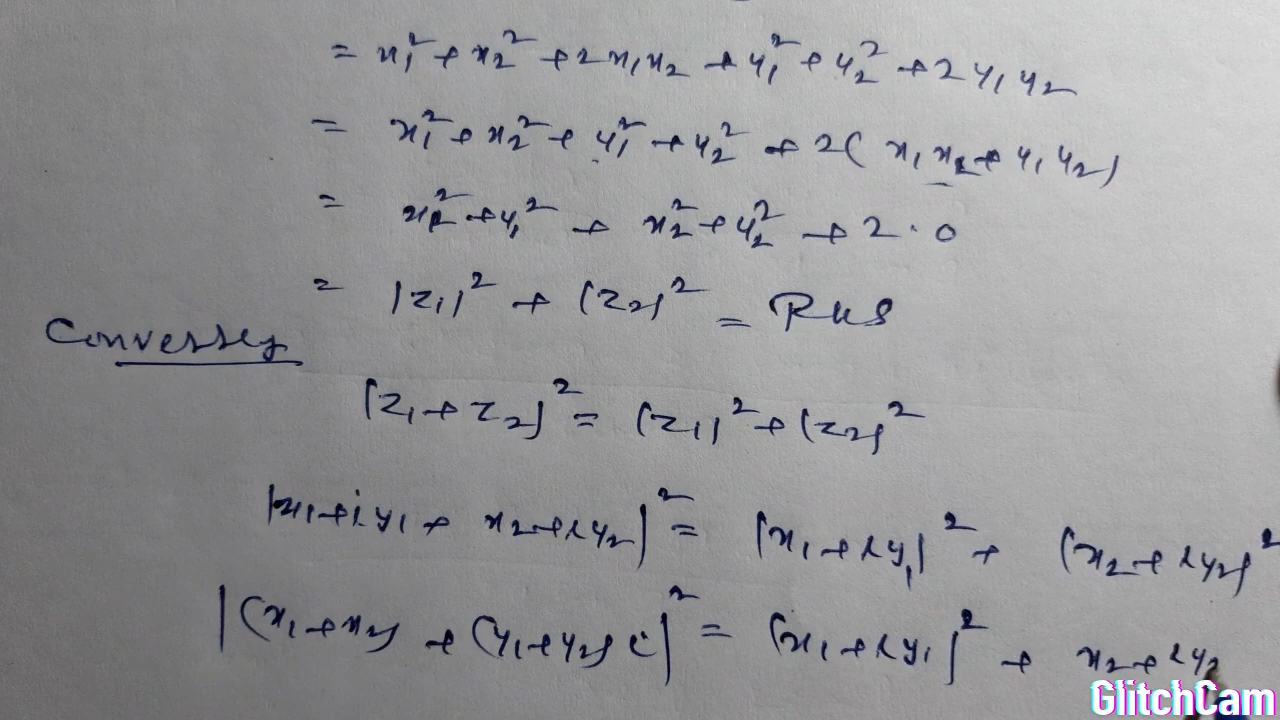 = x₁² + x₂² + 2x₁x₂ + y₁² + y₂² + 2y₁y₂
= x₁² + x₂² + y₁² + y₂² + 2(x₁x₂ + y₁y₂)
= x₁² + y₁² + x₂² + y₂² + 2·0
= |z₁|² + |z₂|² = RHS
Conversely
|z₁ + z₂|² = |z₁|² + |z₂|²
|x₁ + iy₁ + x₂ + iy₂|² = |x₁ + iy₁|² + |x₂ + iy₂|²
|(x₁ + x₂) + (y₁ + y₂) i|² = |x₁ + iy₁|² + x₂ + iy₂
GlitchCam